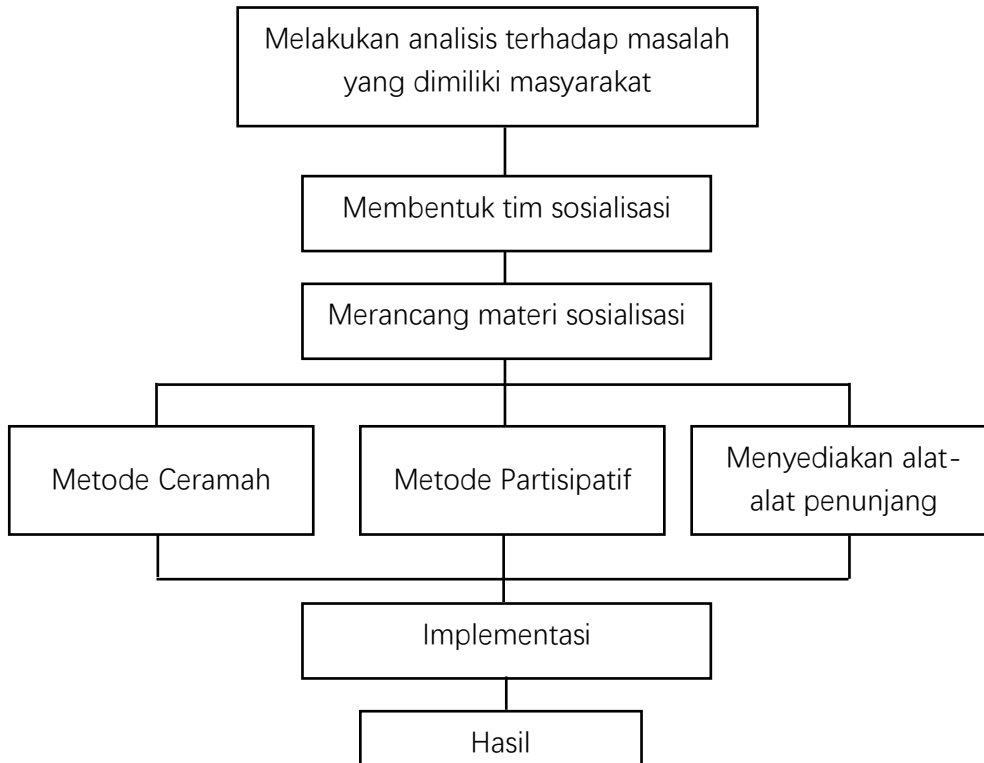 Melakukan analisis terhadap masalah
yang dimiliki masyarakat
Membentuk tim sosialisasi
Merancang materi sosialisasi
Metode Ceramah
Metode Partisipatif
Menyediakan alat-
alat penunjang
Implementasi
Hasil